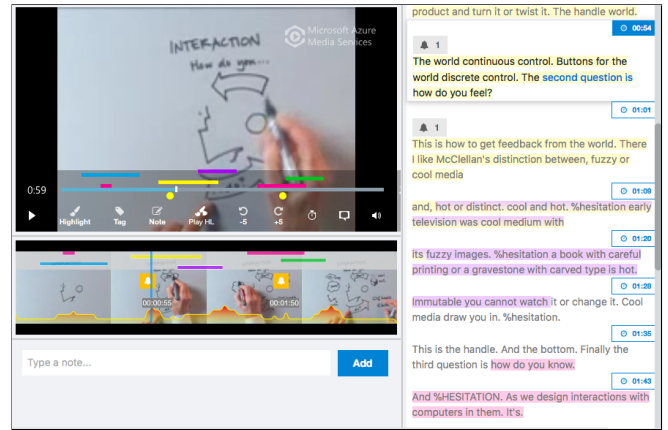 INTERACTION
How do you...
Microsoft Azure
Media Services
0:59
Highlight
Tag
Note
Play HL
-5
+5
00:00:55
00:01:50
Type a note...
Add
product and turn it or twist it. The handle world.
00:54
1
The world continuous control. Buttons for the
world discrete control. The second question is
how do you feel?
01:01
1
This is how to get feedback from the world. There
I like McClellan's distinction between, fuzzy or
cool media
01:09
and, hot or distinct. cool and hot. %hesitation early
television was cool medium with
01:20
Its fuzzy images. %hesitation a book with careful
printing or a gravestone with carved type is hot.
01:28
Immutable you cannot watch it or change it. Cool
media draw you in. %hesitation.
01:35
This is the handle. And the bottom. Finally the
third question is how do you know.
01:43
And %HESITATION. As we design interactions with
computers in them. It's.